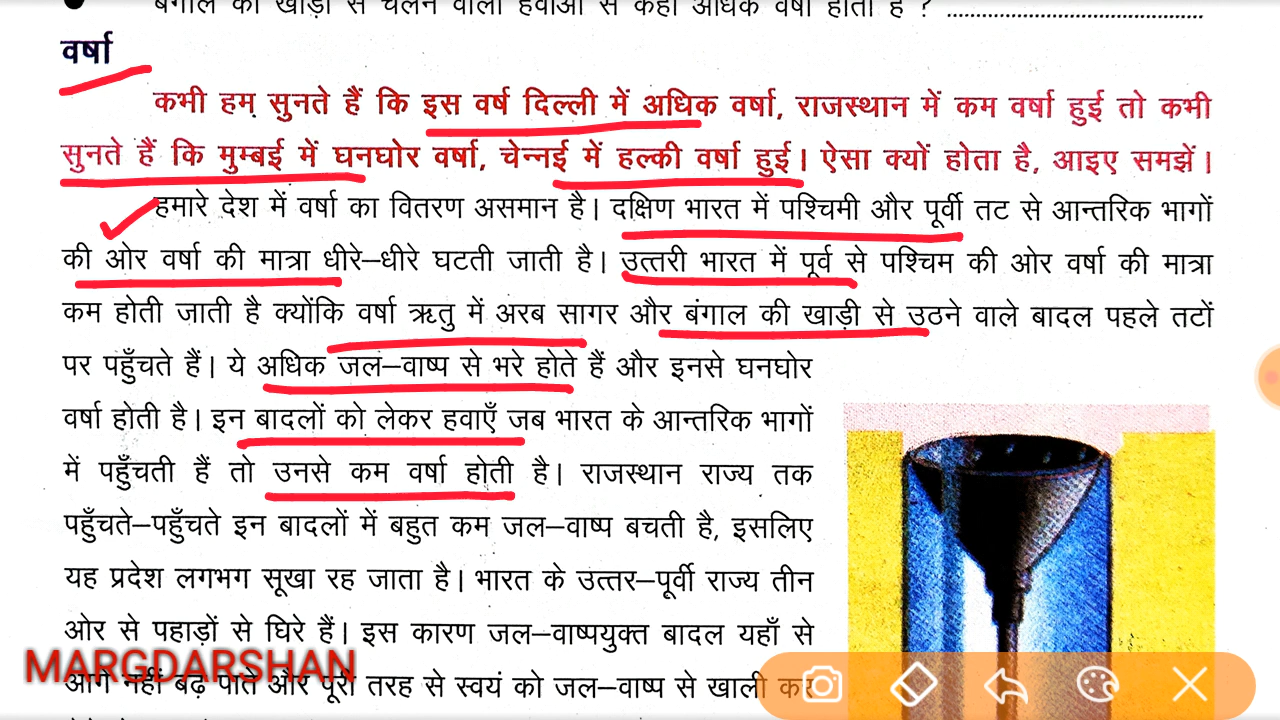 बंगाल की खाड़ी से चलने वाली हवाओं से कहाँ अधिक वर्षा होती है ? ........................................
वर्षा
कभी हम सुनते हैं कि इस वर्ष दिल्ली में अधिक वर्षा, राजस्थान में कम वर्षा हुई तो कभी
सुनते हैं कि मुम्बई में घनघोर वर्षा, चेन्नई में हल्की वर्षा हुई। ऐसा क्यों होता है, आइए समझें।
हमारे देश में वर्षा का वितरण असमान है। दक्षिण भारत में पश्चिमी और पूर्वी तट से आन्तरिक भागों
की ओर वर्षा की मात्रा धीरे–धीरे घटती जाती है। उत्तरी भारत में पूर्व से पश्चिम की ओर वर्षा की मात्रा
कम होती जाती है क्योंकि वर्षा ऋतु में अरब सागर और बंगाल की खाड़ी से उठने वाले बादल पहले तटों
पर पहुँचते हैं। ये अधिक जल–वाष्प से भरे होते हैं और इनसे घनघोर
वर्षा होती है। इन बादलों को लेकर हवाएँ जब भारत के आन्तरिक भागों
में पहुँचती हैं तो उनसे कम वर्षा होती है। राजस्थान राज्य तक
पहुँचते–पहुँचते इन बादलों में बहुत कम जल–वाष्प बचती है, इसलिए
यह प्रदेश लगभग सूखा रह जाता है। भारत के उत्तर–पूर्वी राज्य तीन
ओर से पहाड़ों से घिरे हैं। इस कारण जल–वाष्पयुक्त बादल यहाँ से
MARGDARSHAN
आगे नहीं बढ़ पाते और पूरी तरह से स्वयं को जल–वाष्प से खाली कर